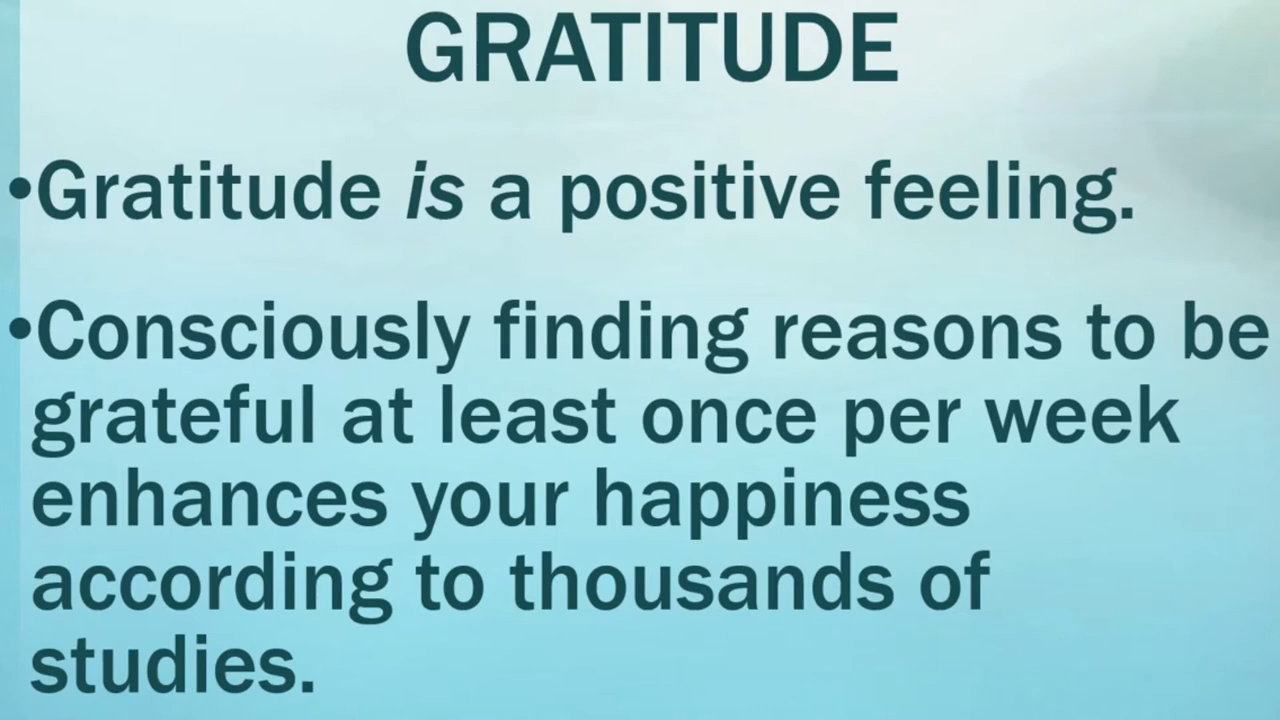 GRATITUDE
•Gratitude is a positive feeling.
•Consciously finding reasons to be
grateful at least once per week
enhances your happiness
according to thousands of
studies.